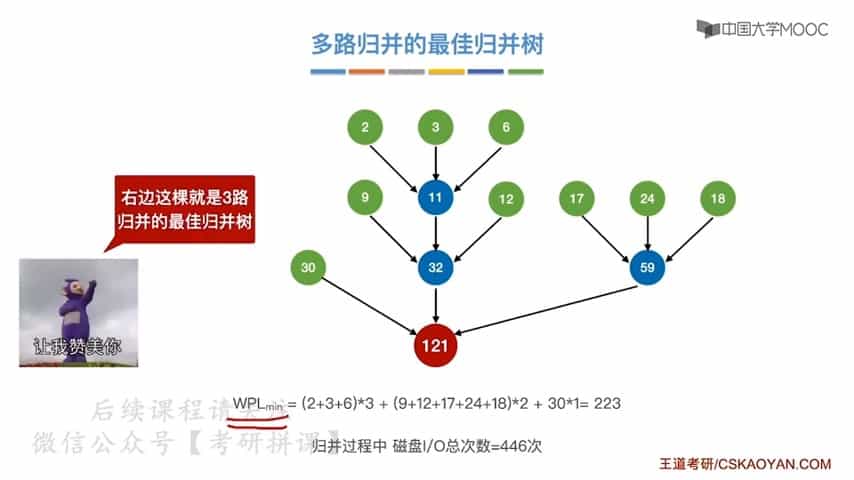 中国大学MOOC
多路归并的最佳归并树
2 3 6
右边这棵就是3路
归并的最佳归并树
9 11 12 17 24 18
30 32 59
让我赞美你
121
WPLmin = (2+3+6)*3 + (9+12+17+24+18)*2 + 30*1= 223
后续课程请关注
微信公众号【考研拼课】
归并过程中 磁盘I/O总次数=446次
王道考研/CSKAOYAN.COM